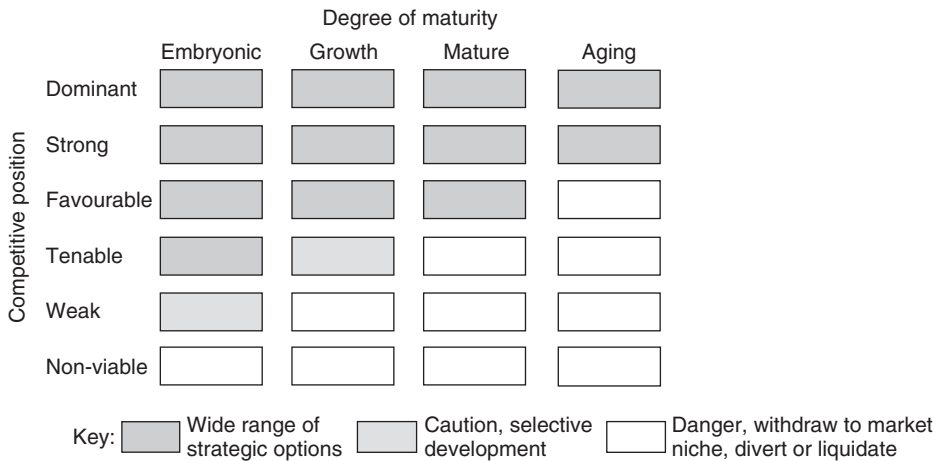 Degree of maturity
Embryonic Growth Mature Aging
Competitive position
Dominant
Strong
Favourable
Tenable
Weak
Non-viable
Key:
Wide range of
strategic options
Caution, selective
development
Danger, withdraw to market
niche, divert or liquidate